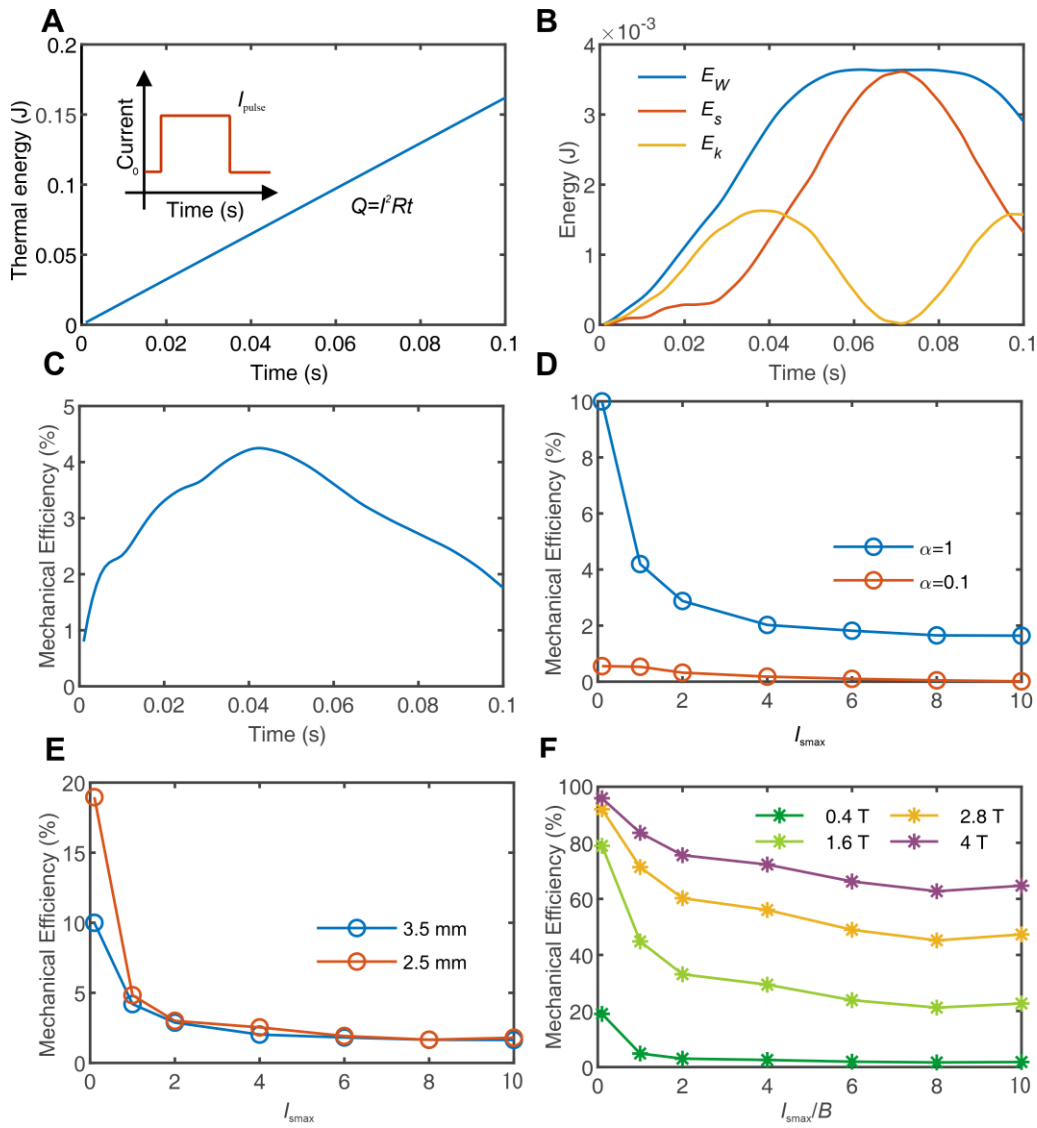 A
Thermal energy (J)
0.2
0.15
0.1
0.05
0
Current
0
I_pulse
Time (s)
Q=I²Rt
0 0.02 0.04 0.06 0.08 0.1
Time (s)
B
×10⁻³
Energy (J)
4
3
2
1
0
E_W
E_s
E_k
0 0.02 0.04 0.06 0.08 0.1
Time (s)
C
Mechanical Efficiency (%)
5
4
3
2
1
0
0 0.02 0.04 0.06 0.08 0.1
Time (s)
D
Mechanical Efficiency (%)
10
8
6
4
2
0
α=1
α=0.1
0 2 4 6 8 10
I_smax
E
Mechanical Efficiency (%)
20
15
10
5
0
3.5 mm
2.5 mm
0 2 4 6 8 10
I_smax
F
Mechanical Efficiency (%)
100
80
60
40
20
0
0.4 T 2.8 T
1.6 T 4 T
0 2 4 6 8 10
I_smax/B